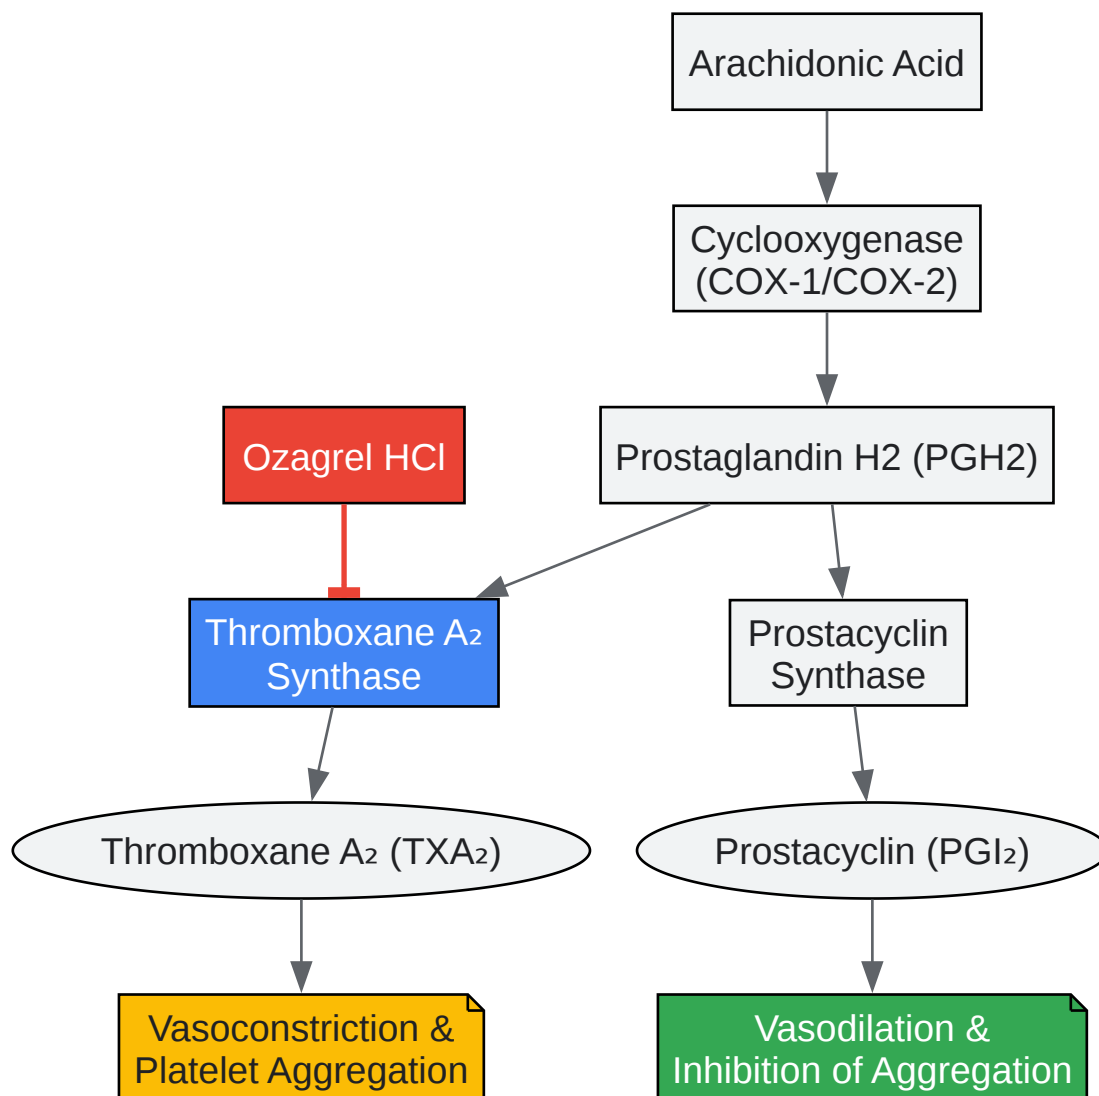 Arachidonic Acid
Cyclooxygenase
(COX-1/COX-2)
Ozagrel HCl
Prostaglandin H2 (PGH2)
Thromboxane A₂
Synthase
Prostacyclin
Synthase
Thromboxane A₂ (TXA₂)
Prostacyclin (PGI₂)
Vasoconstriction &
Platelet Aggregation
Vasodilation &
Inhibition of Aggregation